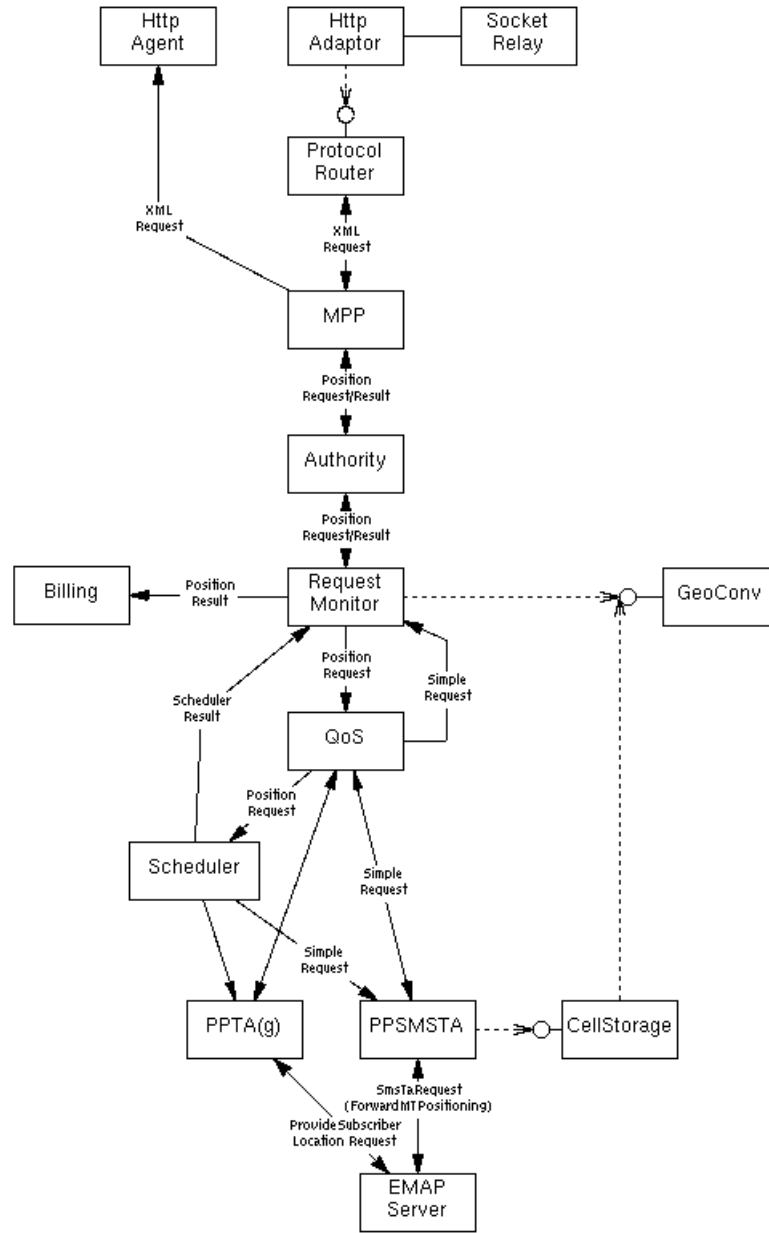 Http
Agent
Http
Adaptor
Socket
Relay
Protocol
Router
XML
Request
XML
Request
MPP
Position
Request/Result
Authority
Position
Request/Result
Billing
Position
Result
Request
Monitor
GeoConv
Position
Request
Simple
Request
Scheduler
Result
QoS
Position
Request
Scheduler
Simple
Request
Simple
Request
PPTA(g)
PPSMSTA
CellStorage
SmsTaRequest
(ForwardMTPositioning)
ProvideSubscriber
Location Request
EMAP
Server